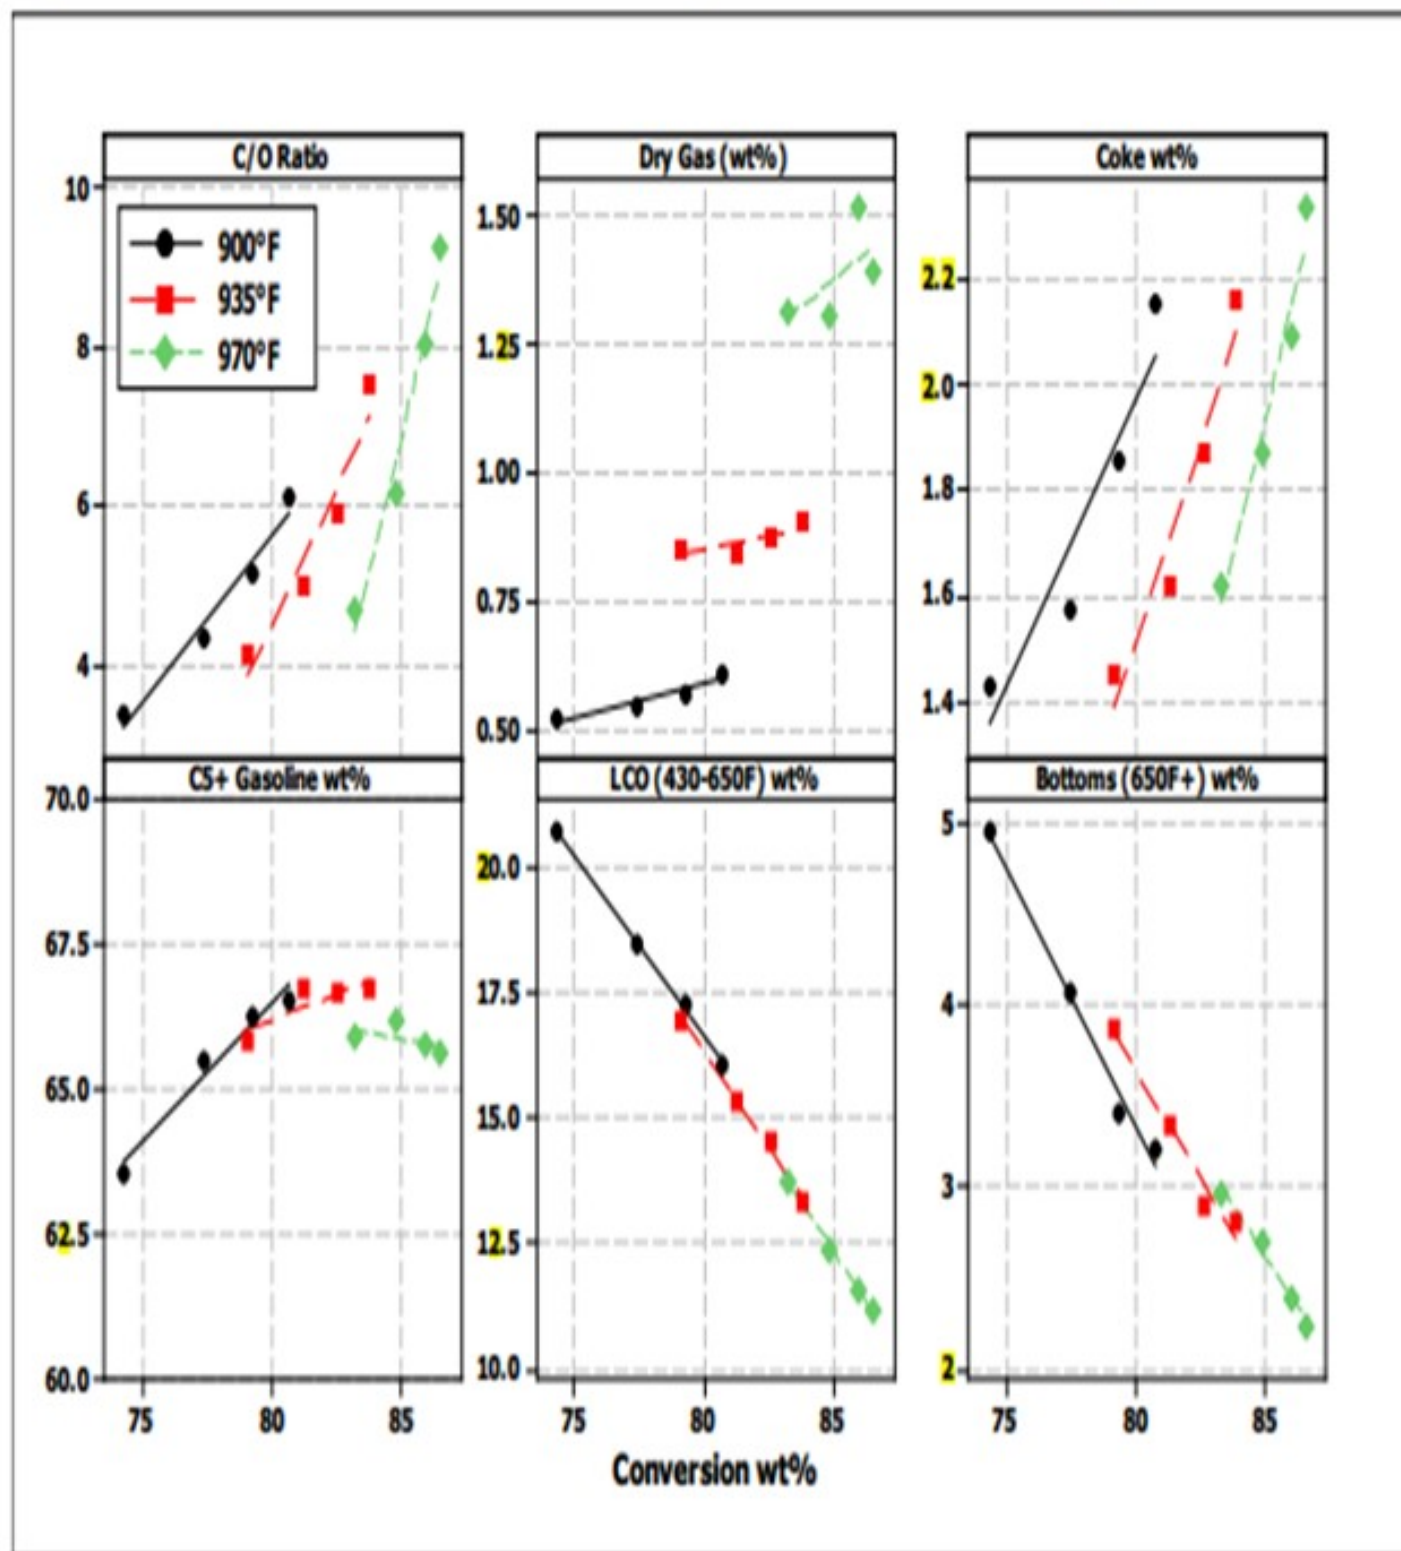 C/O Ratio
Dry Gas (wt%)
Coke wt%
10
8
6
4
900°F
935°F
970°F
1.50
1.25
1.00
0.75
0.50
2.2
2.0
1.8
1.6
1.4
C5+ Gasoline wt%
LCO (430-650F) wt%
Bottoms (650F+) wt%
70.0
67.5
65.0
62.5
60.0
20.0
17.5
15.0
12.5
10.0
5
4
3
2
75 80 85
75 80 85
75 80 85
Conversion wt%